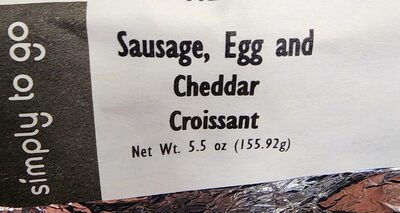 simply to go
Sausage, Egg and
Cheddar
Croissant
Net Wt. 5.5 oz (155.92g)